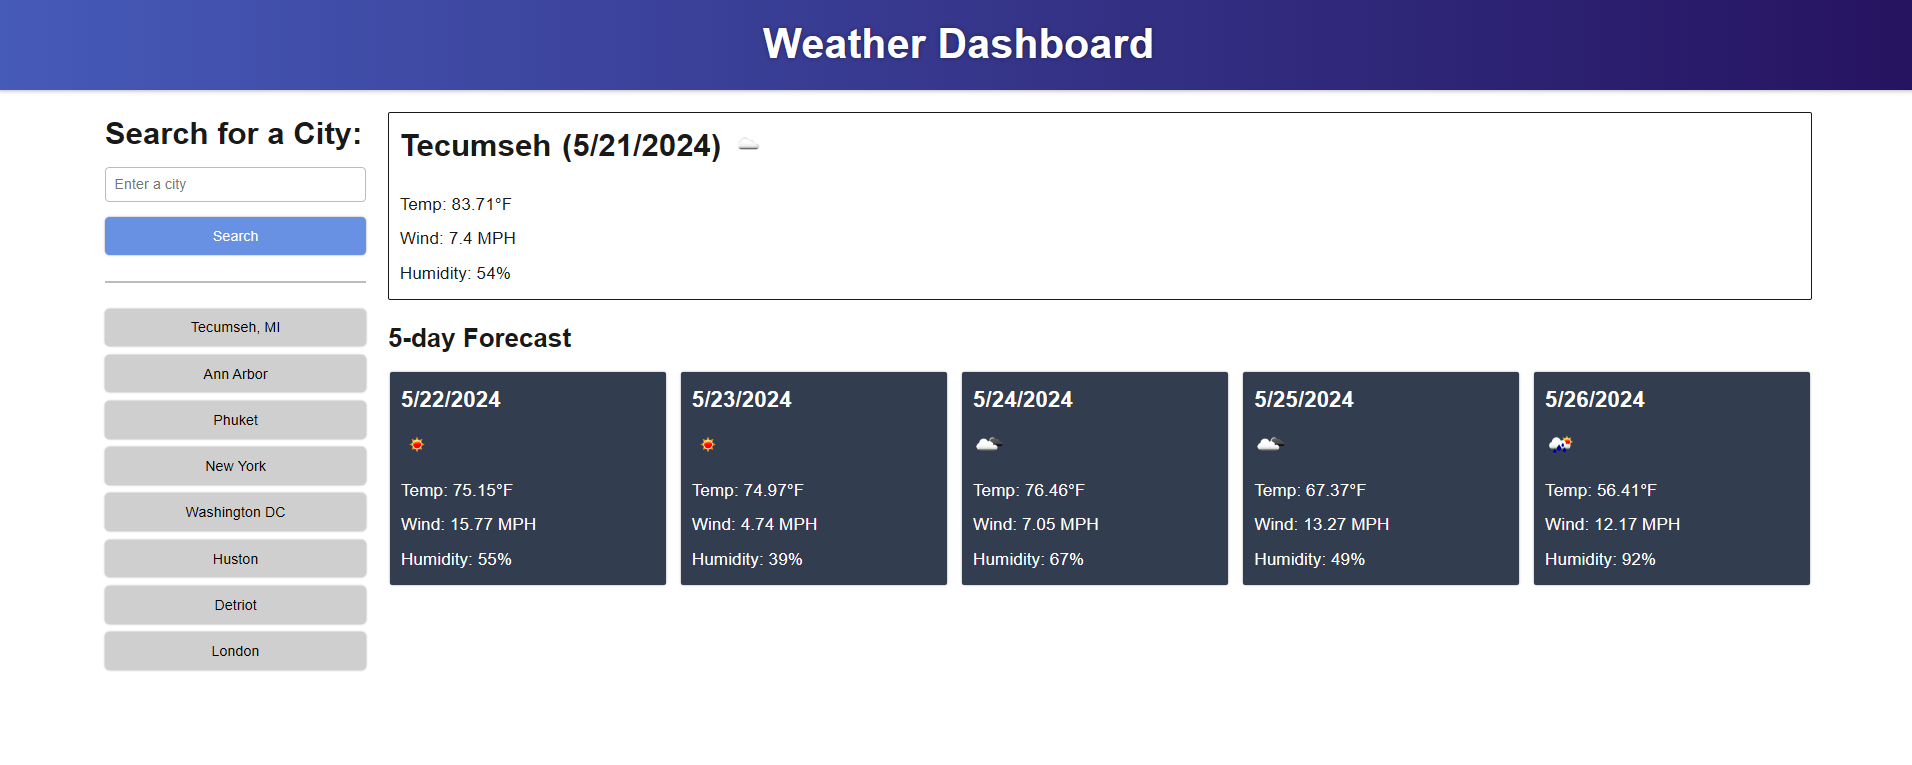 Weather Dashboard
Search for a City:
Enter a city
Search
Tecumseh, MI
Ann Arbor
Phuket
New York
Washington DC
Huston
Detriot
London
Tecumseh (5/21/2024)
Temp: 83.71°F
Wind: 7.4 MPH
Humidity: 54%
5-day Forecast
5/22/2024
Temp: 75.15°F
Wind: 15.77 MPH
Humidity: 55%
5/23/2024
Temp: 74.97°F
Wind: 4.74 MPH
Humidity: 39%
5/24/2024
Temp: 76.46°F
Wind: 7.05 MPH
Humidity: 67%
5/25/2024
Temp: 67.37°F
Wind: 13.27 MPH
Humidity: 49%
5/26/2024
Temp: 56.41°F
Wind: 12.17 MPH
Humidity: 92%